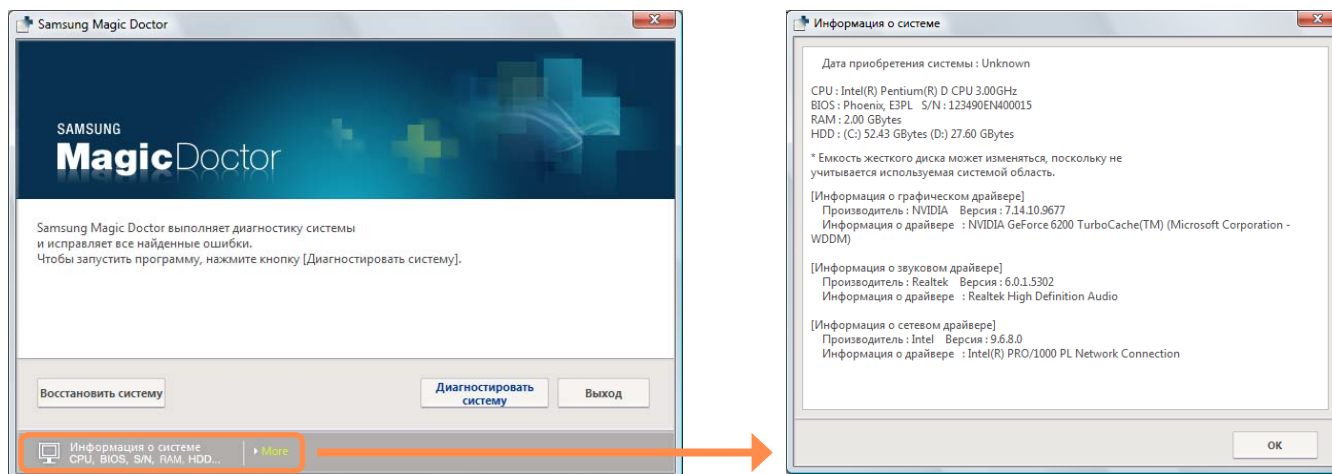 Samsung Magic Doctor
SAMSUNG
MagicDoctor
Samsung Magic Doctor выполняет диагностику системы
и исправляет все найденные ошибки.
Чтобы запустить программу, нажмите кнопку [Диагностировать систему].
Восстановить систему
Диагностировать
систему
Выход
Информация о системе
CPU, BIOS, S/N, RAM, HDD...
More
Информация о системе
Дата приобретения системы : Unknown
CPU : Intel(R) Pentium(R) D CPU 3.00GHz
BIOS : Phoenix, E3PL S/N : 123490EN400015
RAM : 2.00 GBytes
HDD : (C:) 52.43 GBytes (D:) 27.60 GBytes
* Емкость жесткого диска может изменяться, поскольку не
учитывается используемая системой область.
[Информация о графическом драйвере]
Производитель : NVIDIA Версия : 7.14.10.9677
Информация о драйвере : NVIDIA GeForce 6200 TurboCache(TM) (Microsoft Corporation -
WDDM)
[Информация о звуковом драйвере]
Производитель : Realtek Версия : 6.0.1.5302
Информация о драйвере : Realtek High Definition Audio
[Информация о сетевом драйвере]
Производитель : Intel Версия : 9.6.8.0
Информация о драйвере : Intel(R) PRO/1000 PL Network Connection
OK